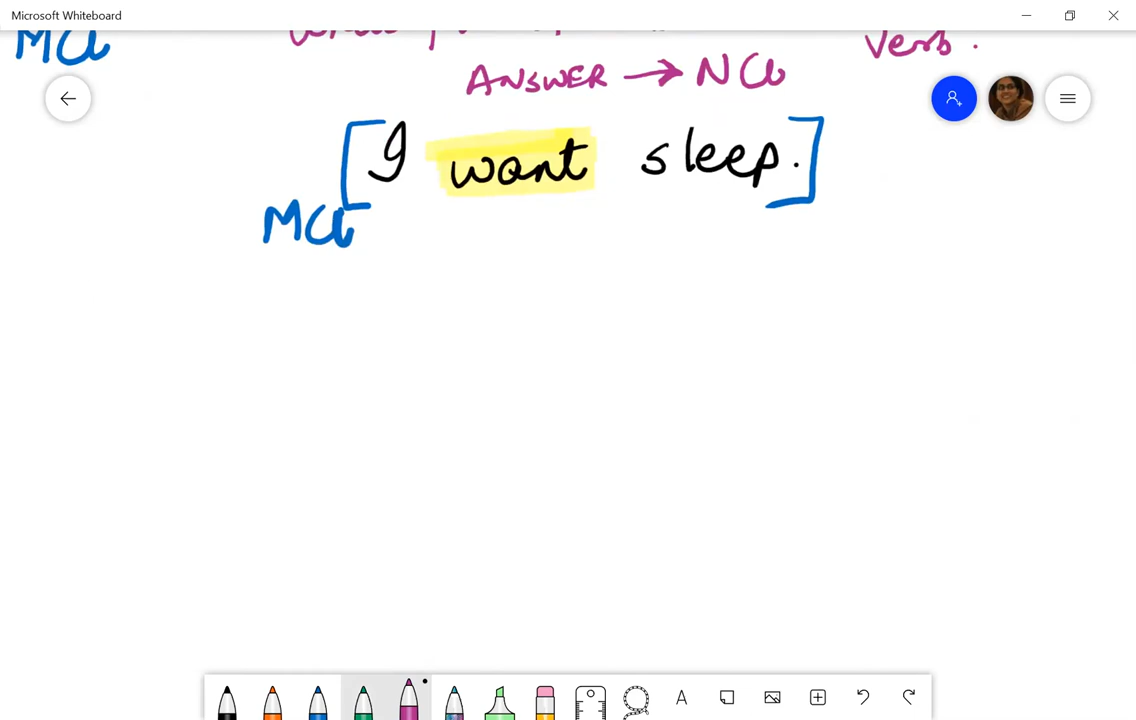 Microsoft Whiteboard
MCl
verb.
ANSWER → NCl
[I want sleep.]
MCl
A